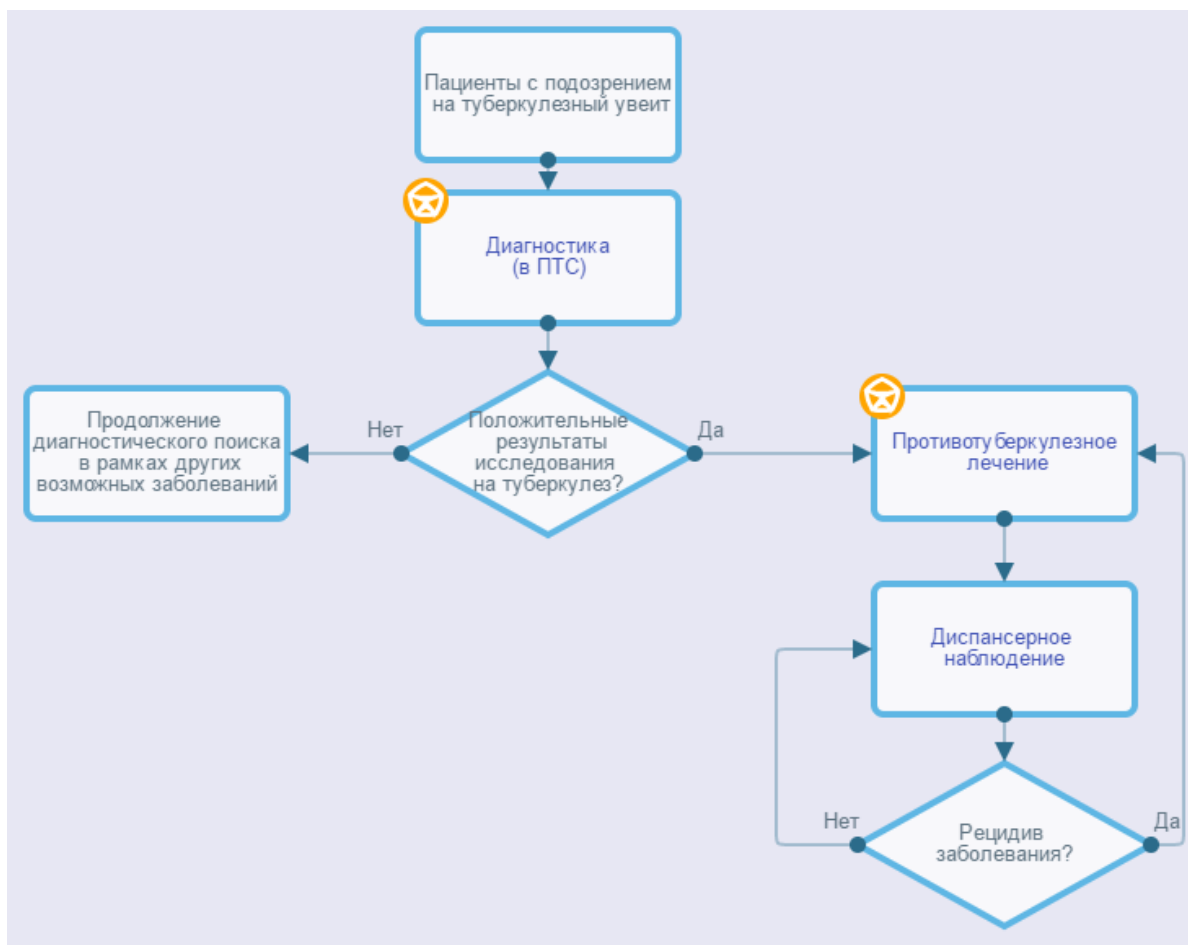 Пациенты с подозрением
на туберкулезный увеит
Диагностика
(в ПТС)
Продолжение
диагностического поиска
в рамках других
возможных заболеваний
Нет
Положительные
результаты
исследования
на туберкулез?
Да
Противотуберкулезное
лечение
Диспансерное
наблюдение
Нет
Рецидив
заболевания?
Да